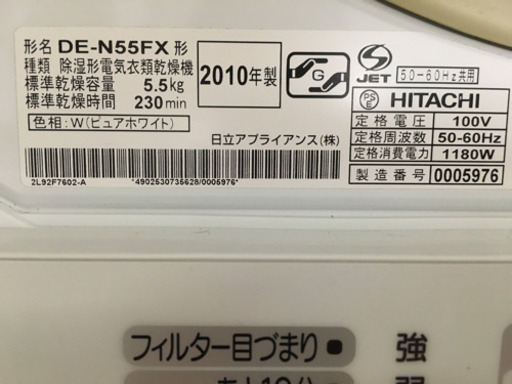 形名 DE-N55FX 形
種類 除湿形電気衣類乾燥機
標準乾燥容量 5.5kg
標準乾燥時間 230min
2010年製
G
S
JET
50-60Hz共用
PSE
HITACHI
定格電圧 100V
定格周波数 50-60Hz
定格消費電力 1180W
製造番号 0005976
色相:W(ピュアホワイト)
日立アプライアンス(株)
2L92F7602-A
*4902530735628/0005976*
フィルター目づまり● 強